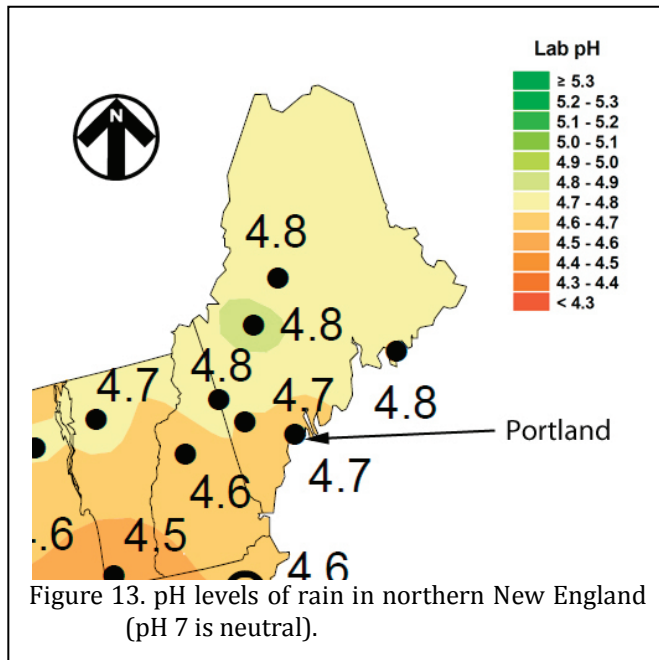 Lab pH
≥ 5.3
5.2 - 5.3
5.1 - 5.2
5.0 - 5.1
4.9 - 5.0
4.8 - 4.9
4.7 - 4.8
4.6 - 4.7
4.5 - 4.6
4.4 - 4.5
4.3 - 4.4
< 4.3
N
4.8
4.8
4.8
4.7
4.7
4.8
Portland
4.7
4.6
.6
4.5
4.6
Figure 13. pH levels of rain in northern New England
(pH 7 is neutral).